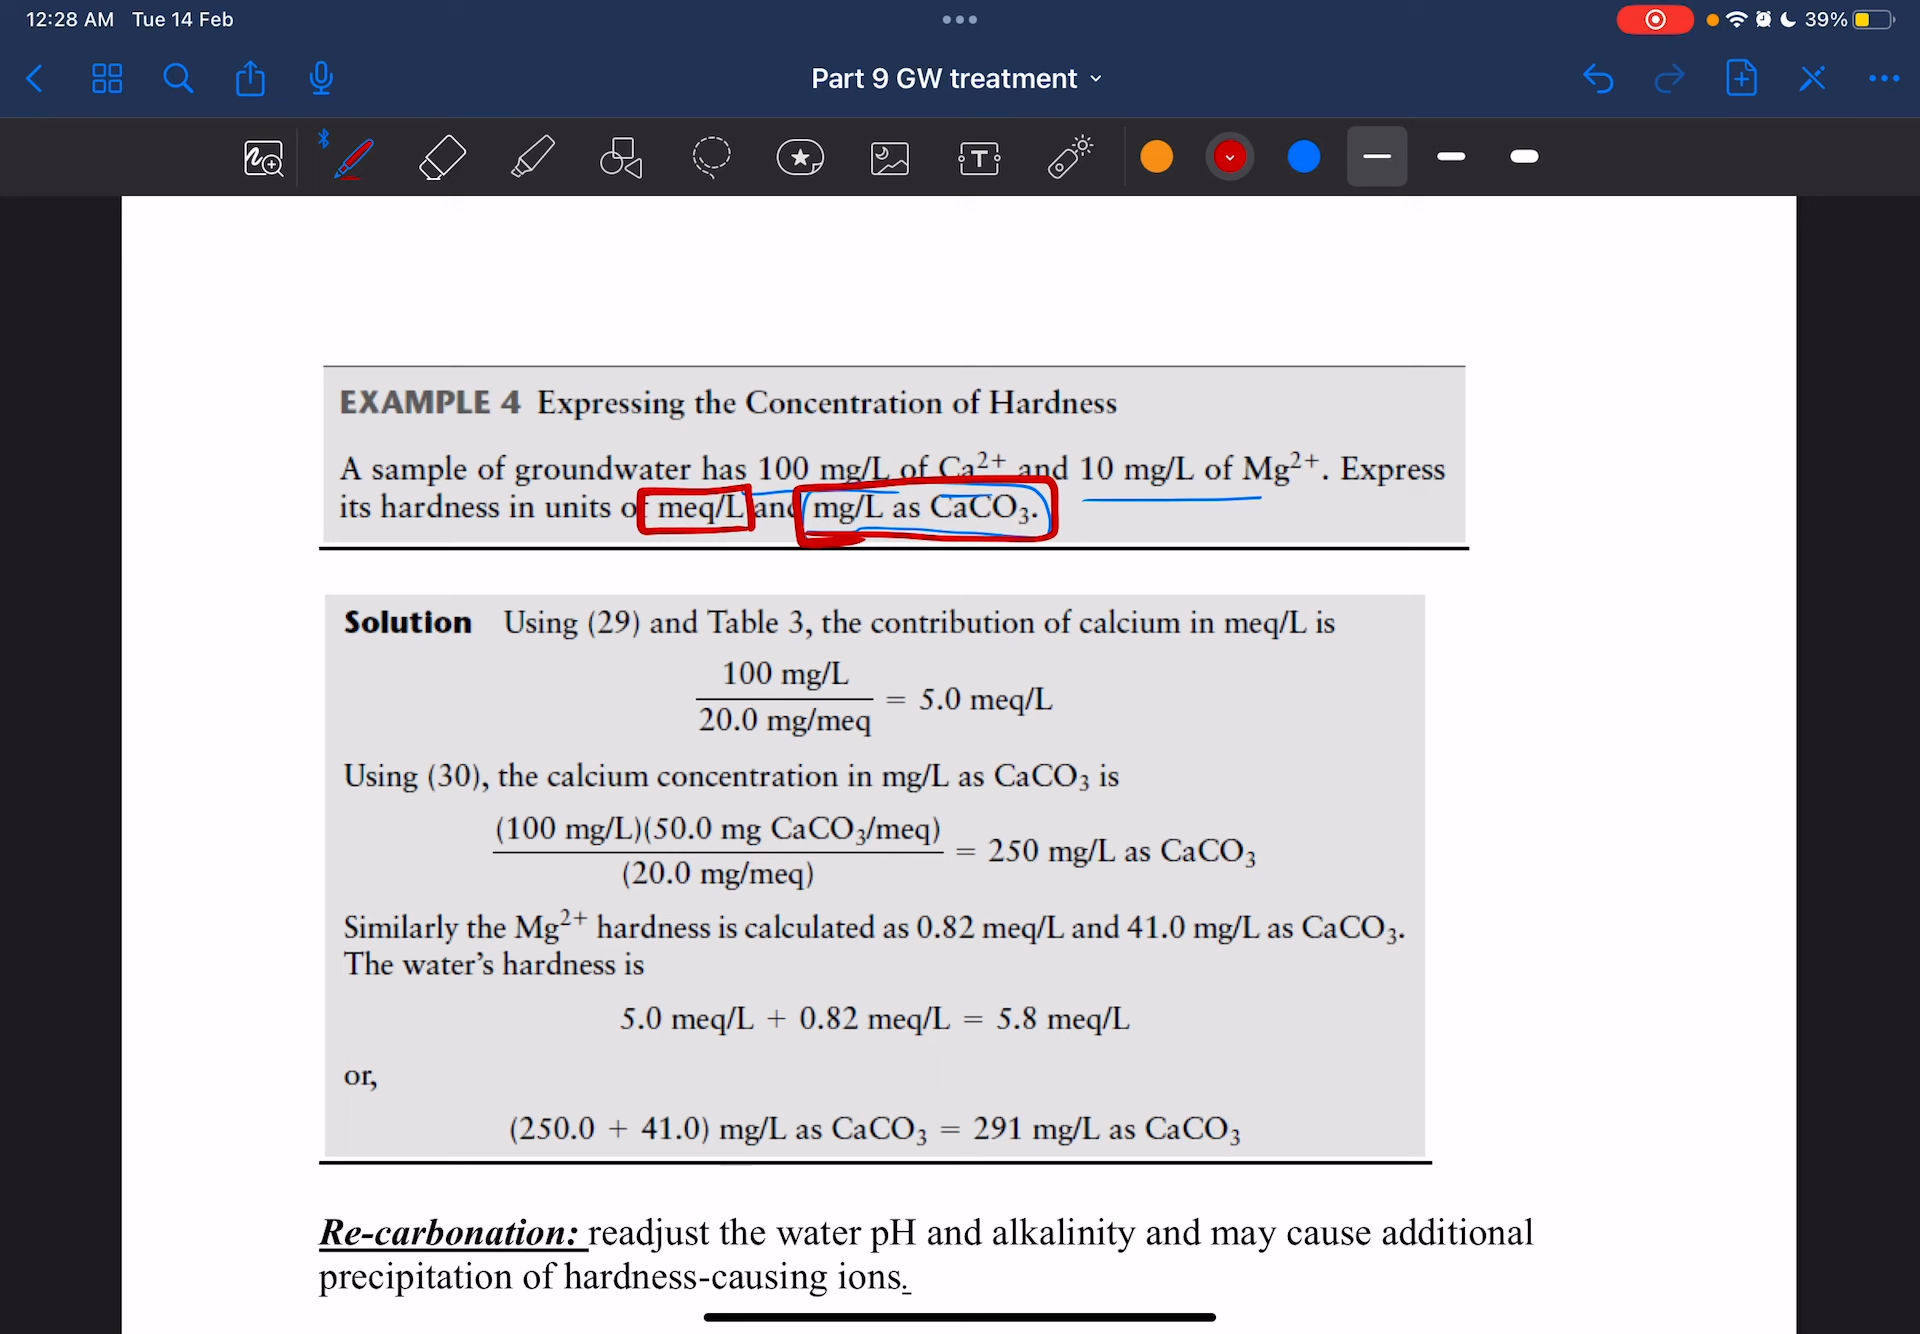 12:28 AM Tue 14 Feb
39%
Part 9 GW treatment
T
EXAMPLE 4 Expressing the Concentration of Hardness
A sample of groundwater has 100 mg/L of Ca²⁺ and 10 mg/L of Mg²⁺. Express
its hardness in units of meq/L and mg/L as CaCO₃.
Solution Using (29) and Table 3, the contribution of calcium in meq/L is
100 mg/L
20.0 mg/meq
= 5.0 meq/L
Using (30), the calcium concentration in mg/L as CaCO₃ is
(100 mg/L)(50.0 mg CaCO₃/meq)
(20.0 mg/meq)
= 250 mg/L as CaCO₃
Similarly the Mg²⁺ hardness is calculated as 0.82 meq/L and 41.0 mg/L as CaCO₃.
The water's hardness is
5.0 meq/L + 0.82 meq/L = 5.8 meq/L
or,
(250.0 + 41.0) mg/L as CaCO₃ = 291 mg/L as CaCO₃
Re-carbonation: readjust the water pH and alkalinity and may cause additional
precipitation of hardness-causing ions.